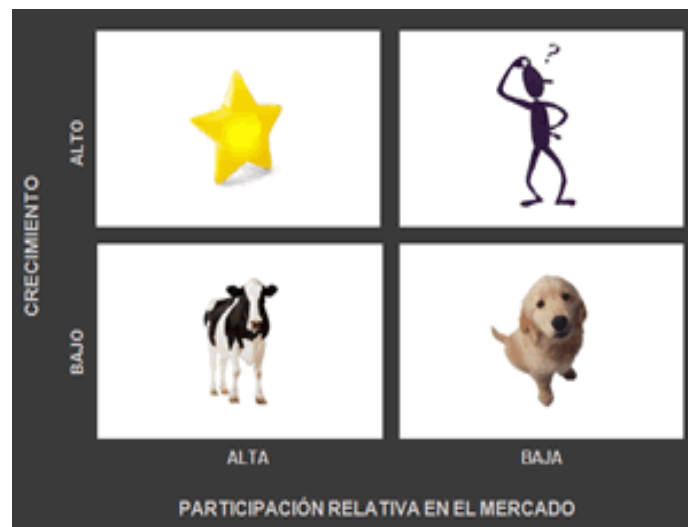 ?
ALTO
CRECIMIENTO
BAJO
ALTA
BAJA
PARTICIPACIÓN RELATIVA EN EL MERCADO